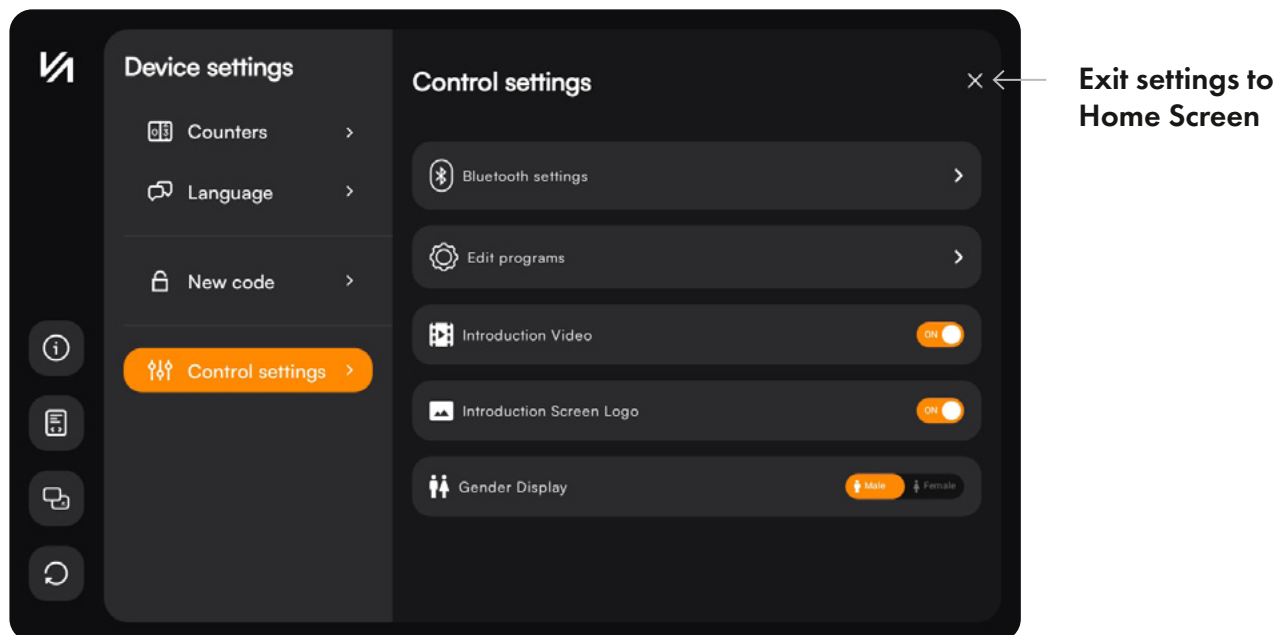 Device settings
Counters
Language
New code
Control settings
Control settings
Bluetooth settings
Edit programs
Introduction Video
ON
Introduction Screen Logo
ON
Gender Display
Male Female
Exit settings to
Home Screen